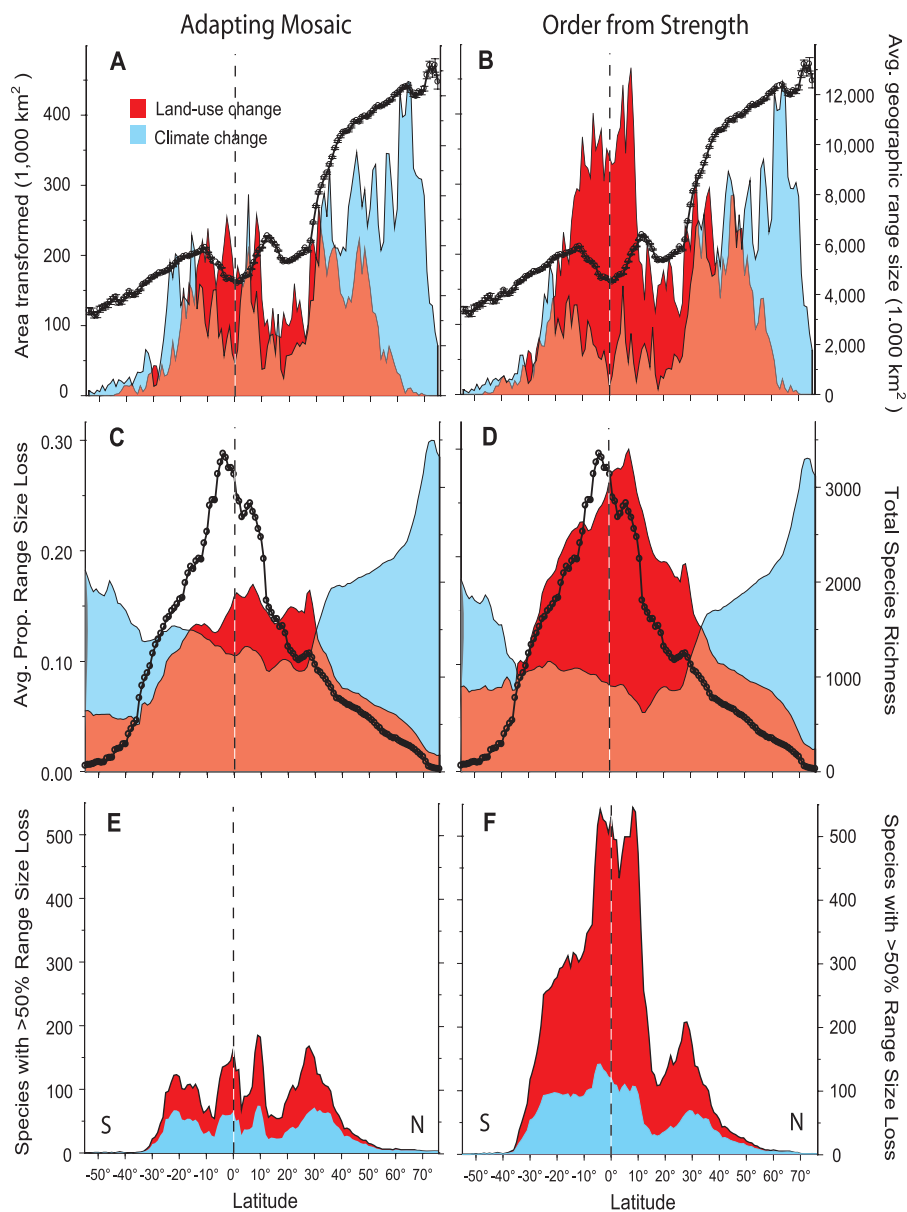 Adapting Mosaic
Order from Strength
A
B
Land-use change
Climate change
Area transformed (1,000 km²)
400
300
200
100
0
12,000
10,000
8,000
6,000
4,000
2,000
0
Avg. geographic range size (1.000 km²)
C
D
Avg. Prop. Range Size Loss
0.30
0.20
0.10
0.00
3000
2000
1000
0
Total Species Richness
E
F
Species with >50% Range Size Loss
500
400
300
200
100
0
S
N
S
N
500
400
300
200
100
0
Species with >50% Range Size Loss
-50° -40° -30° -20° -10° 0° 10° 20° 30° 40° 50° 60° 70°
-50° -40° -30° -20° -10° 0° 10° 20° 30° 40° 50° 60° 70°
Latitude
Latitude